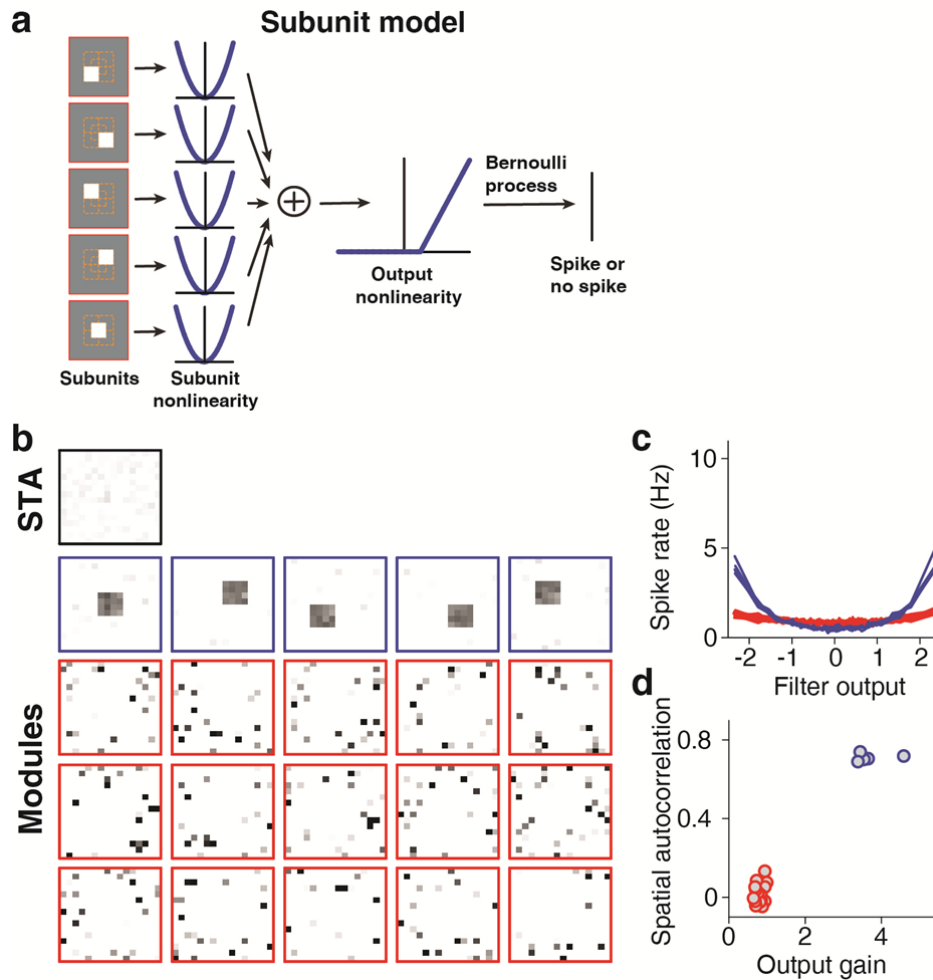 a
Subunit model
Bernoulli
process
Output
nonlinearity
Spike or
no spike
Subunits
Subunit
nonlinearity
b
STA
Modules
c
Spike rate (Hz)
10
5
0
-2 -1 0 1 2
Filter output
d
Spatial autocorrelation
0.8
0.4
0
0 2 4
Output gain